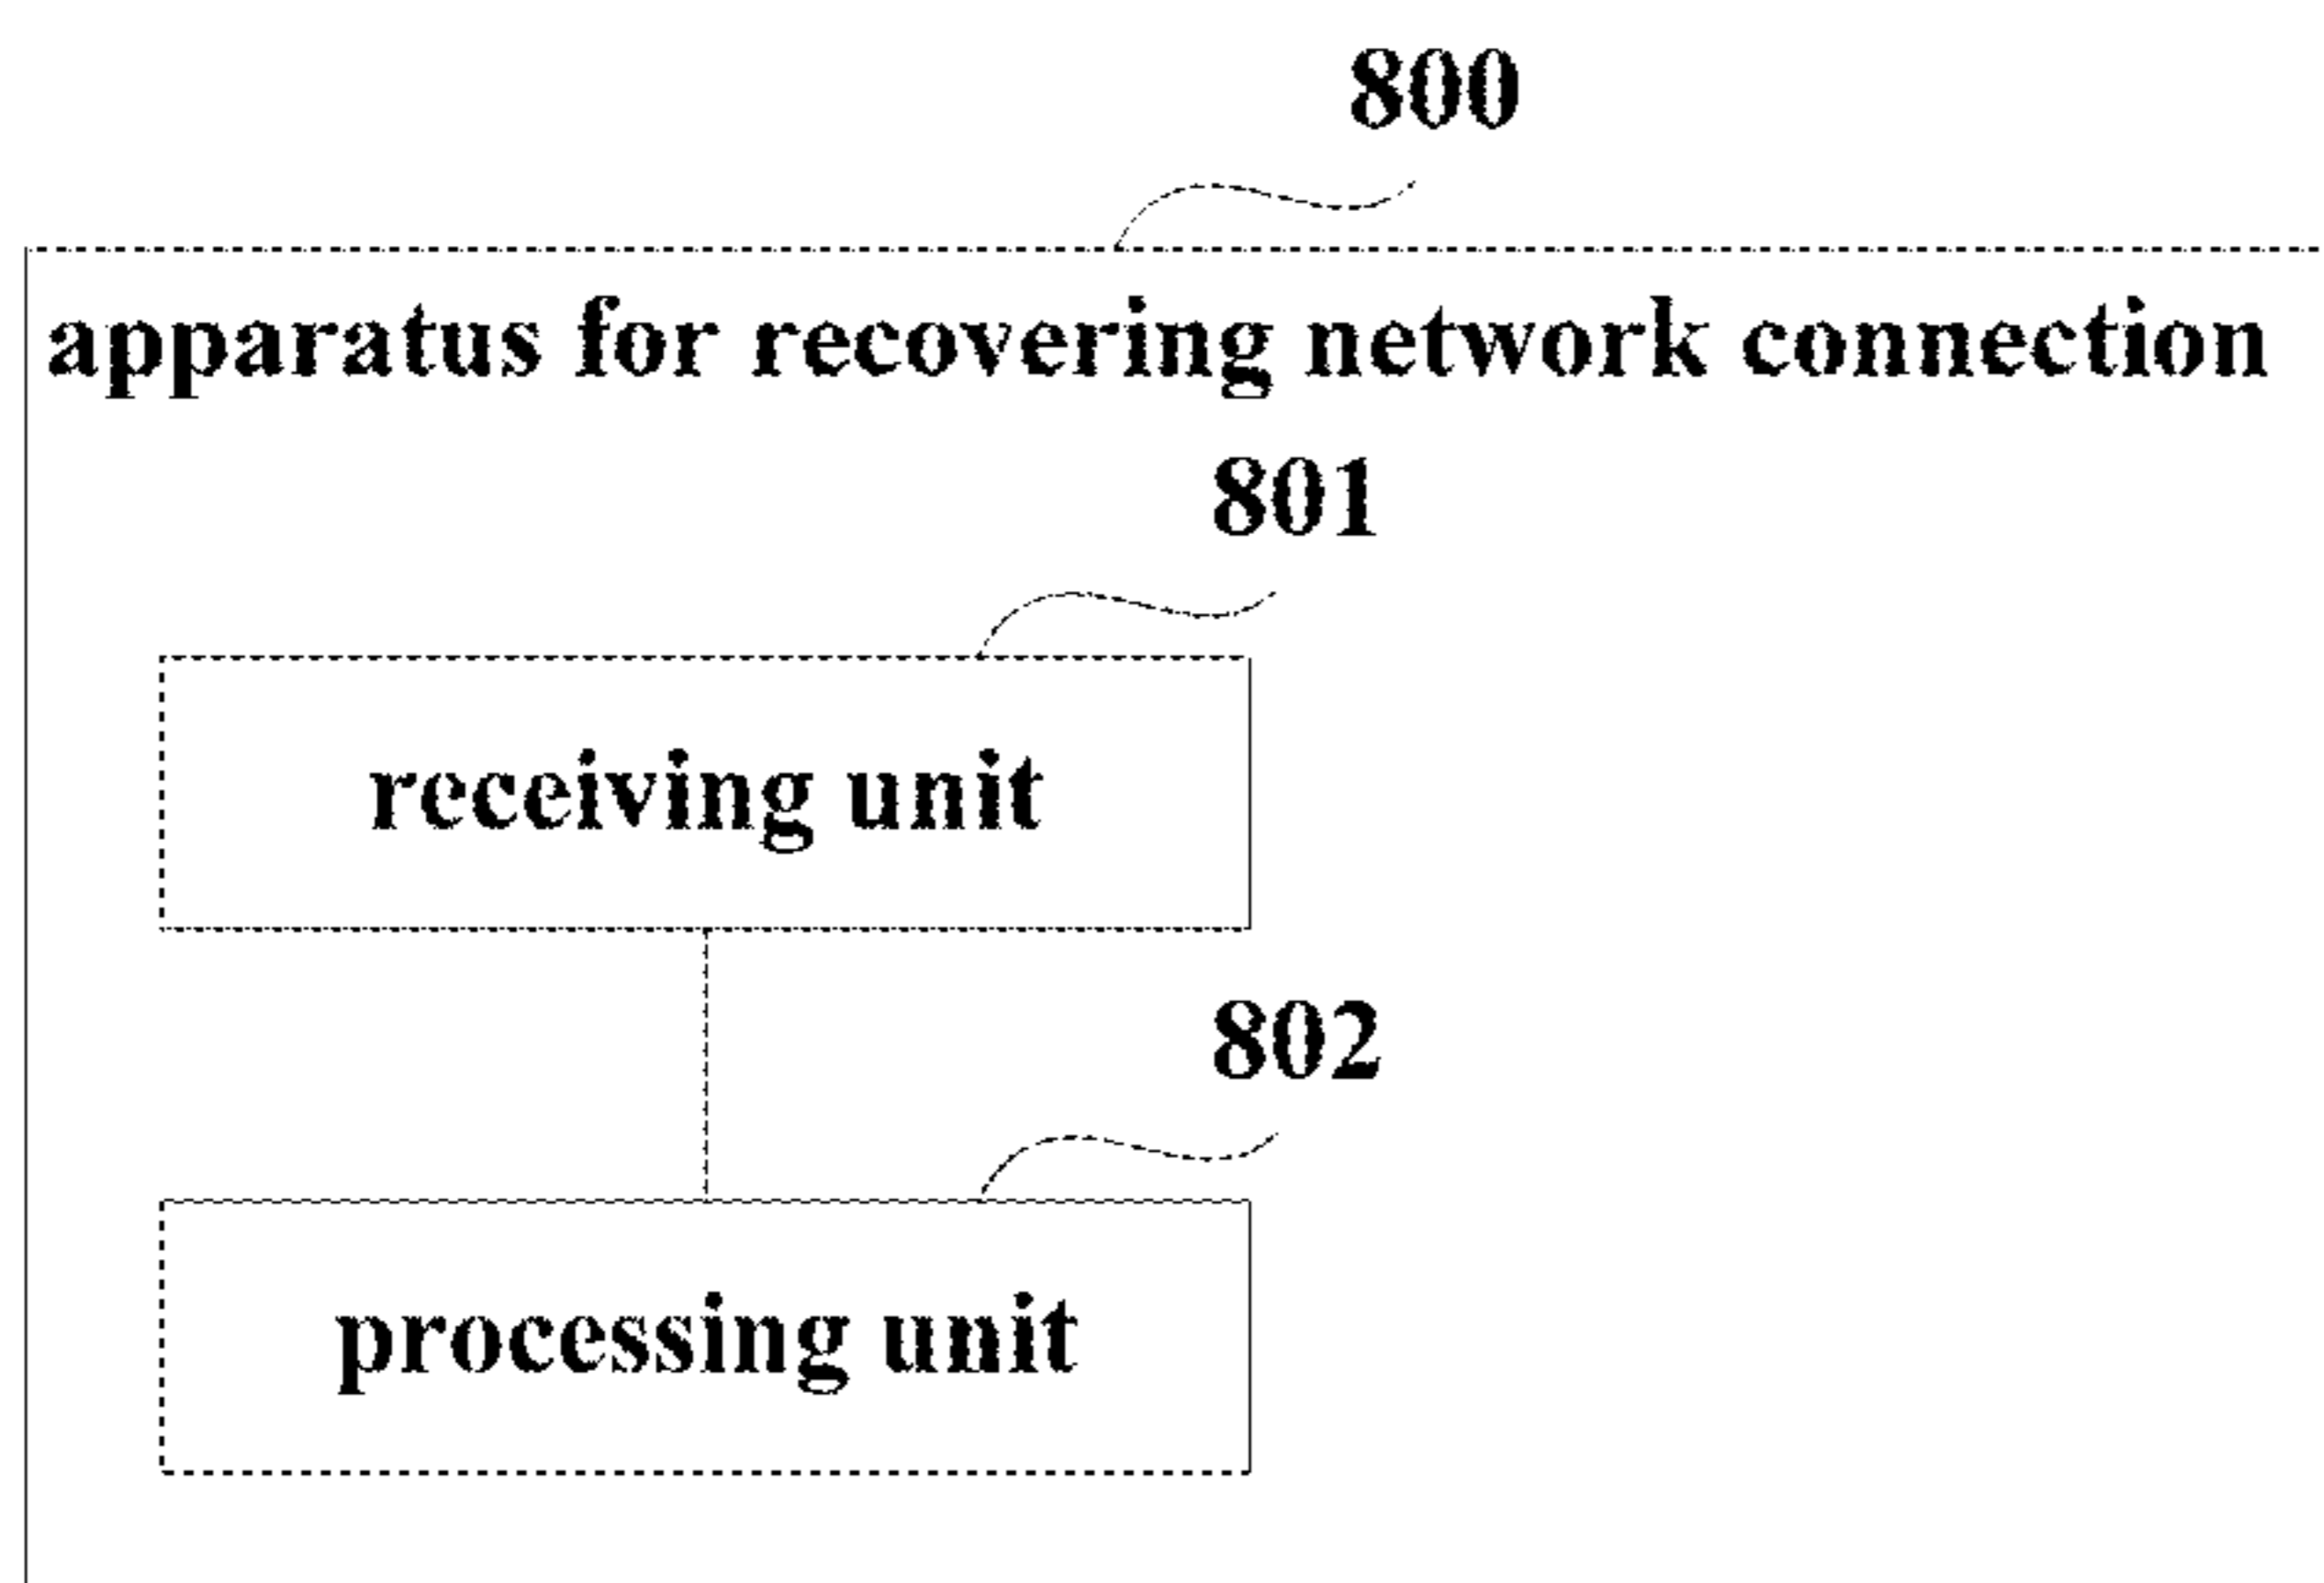 800
apparatus for recovering network connection
801
receiving unit
802
processing unit